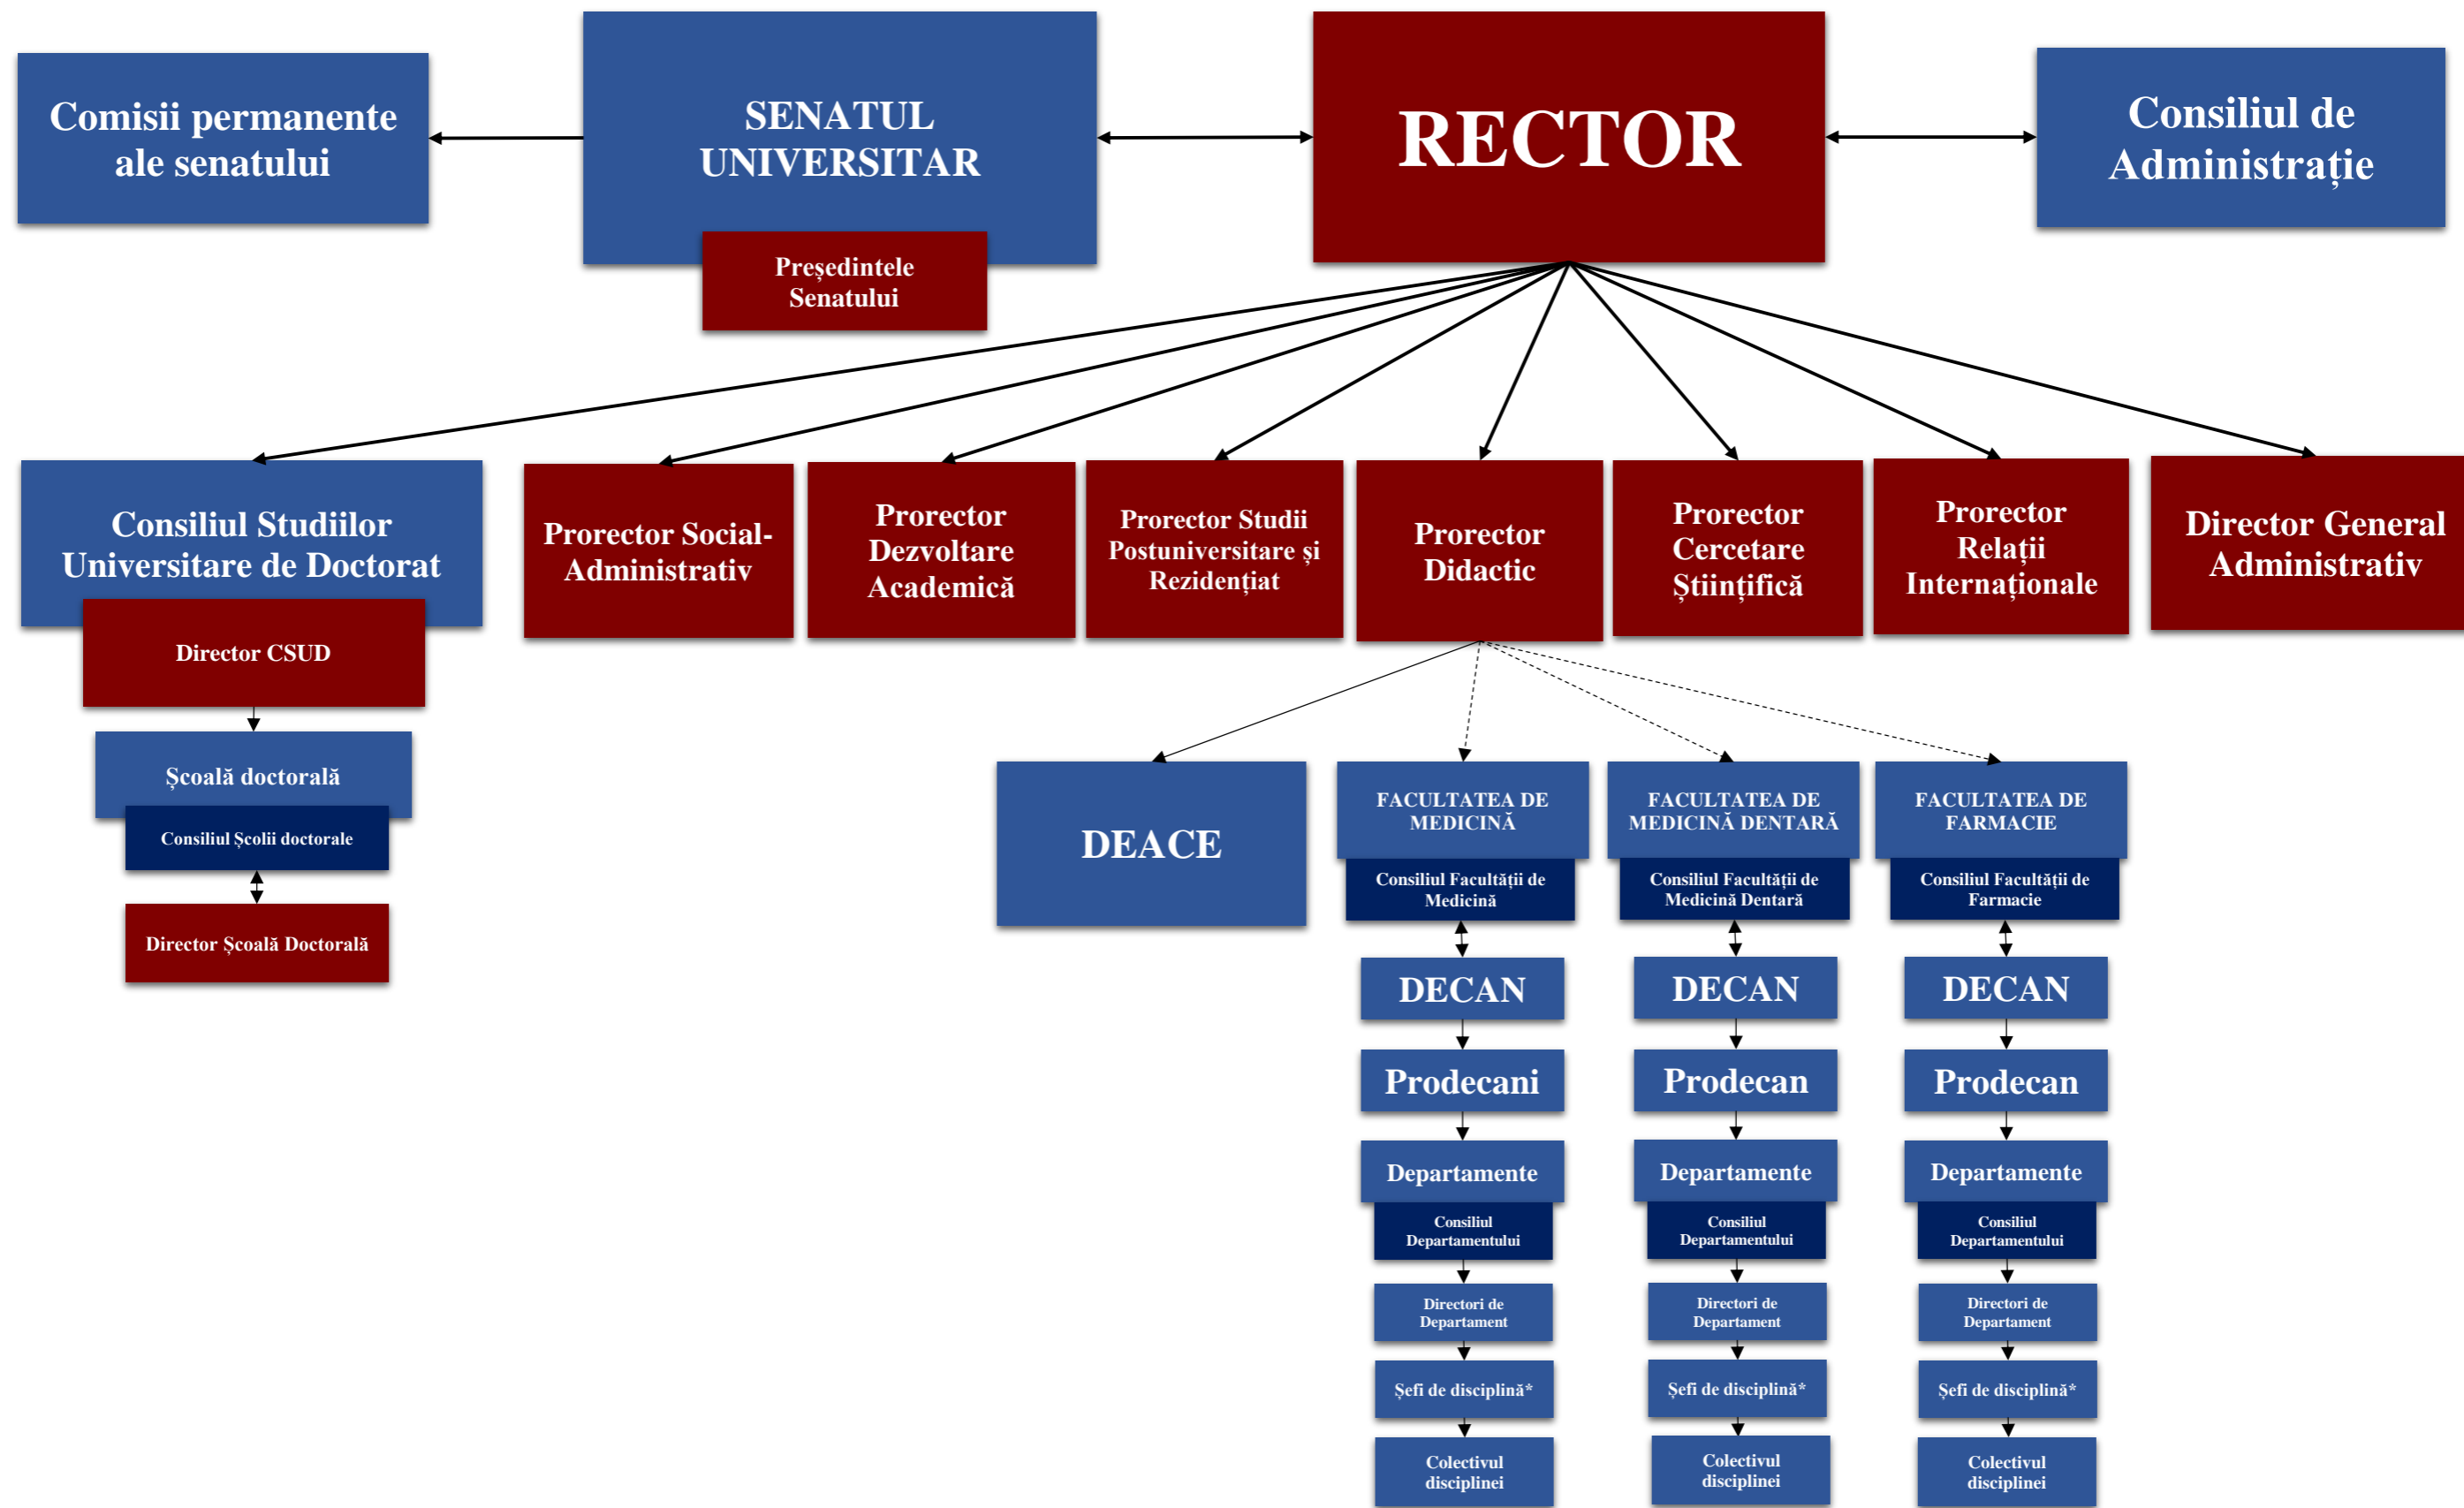 Comisii permanente
ale senatului
SENATUL
UNIVERSITAR
Președintele
Senatului
RECTOR
Consiliul de
Administrație
Consiliul Studiilor
Universitare de Doctorat
Director CSUD
Școală doctorală
Consiliul Școlii doctorale
Director Școală Doctorală
Prorector Social-
Administrativ
Prorector
Dezvoltare
Academică
Prorector Studii
Postuniversitare și
Rezidențiat
Prorector
Didactic
Prorector
Cercetare
Științifică
Prorector
Relații
Internaționale
Director General
Administrativ
DEACE
FACULTATEA DE
MEDICINĂ
Consiliul Facultății de
Medicină
DECAN
Prodecani
Departamente
Consiliul
Departamentului
Directori de
Departament
Șefi de disciplină*
Colectivul
disciplinei
FACULTATEA DE
MEDICINĂ DENTARĂ
Consiliul Facultății de
Medicină Dentară
DECAN
Prodecan
Departamente
Consiliul
Departamentului
Directori de
Departament
Șefi de disciplină*
Colectivul
disciplinei
FACULTATEA DE
FARMACIE
Consiliul Facultății de
Farmacie
DECAN
Prodecan
Departamente
Consiliul
Departamentului
Directori de
Departament
Șefi de disciplină*
Colectivul
disciplinei